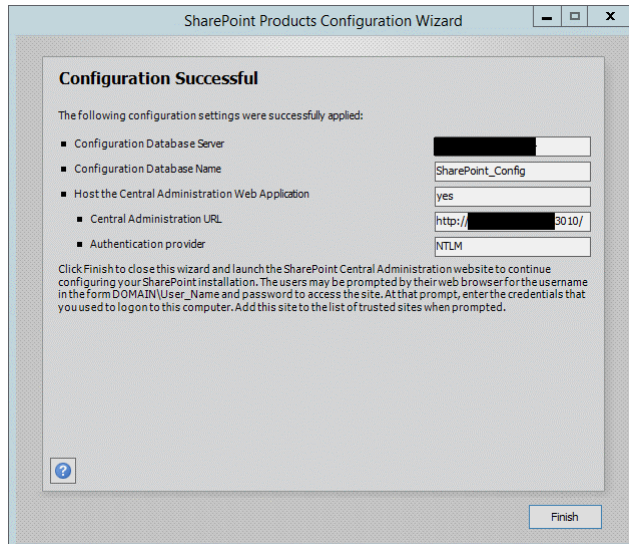 SharePoint Products Configuration Wizard
Configuration Successful
The following configuration settings were successfully applied:
Configuration Database Server
Configuration Database Name SharePoint_Config
Host the Central Administration Web Application yes
Central Administration URL http:// 3010/
Authentication provider NTLM
Click Finish to close this wizard and launch the SharePoint Central Administration website to continue
configuring your SharePoint installation. The users may be prompted by their web browser for the username
in the form DOMAIN\User_Name and password to access the site. At that prompt, enter the credentials that
you used to logon to this computer. Add this site to the list of trusted sites when prompted.
?
Finish